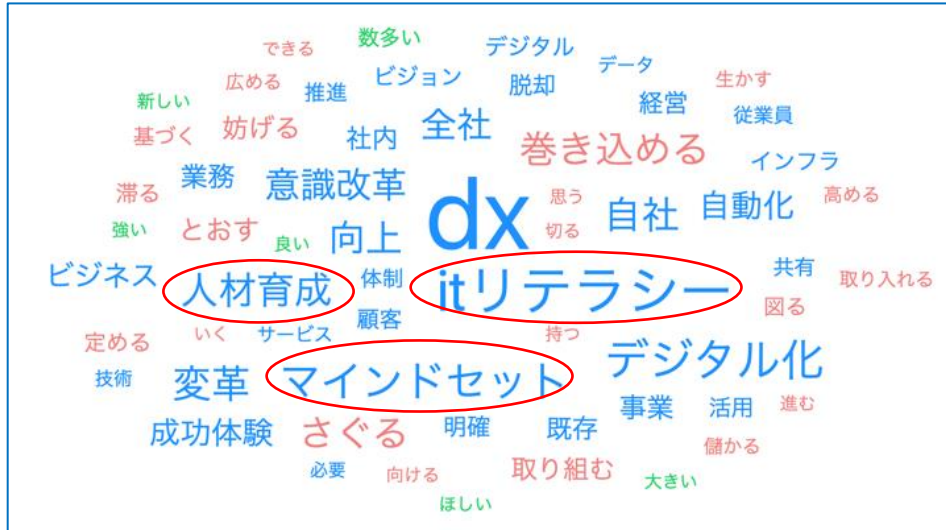 できる 数多い デジタル データ
広める 推進 ビジョン 脱却 生かす
新しい 経営 従業員
基づく 妨げる 社内 全社 巻き込める インフラ
滞る 業務 意識改革 dx 思う 自社 自動化 高める
強い とおす 良い 向上 切る
ビジネス 人材育成 体制 itリテラシー 共有 取り入れる
定める いく サービス 顧客 持つ 図る
技術 変革 マインドセット デジタル化
成功体験 さぐる 明確 既存 事業 活用 進む
必要 向ける 取り組む 儲かる
ほしい 大きい